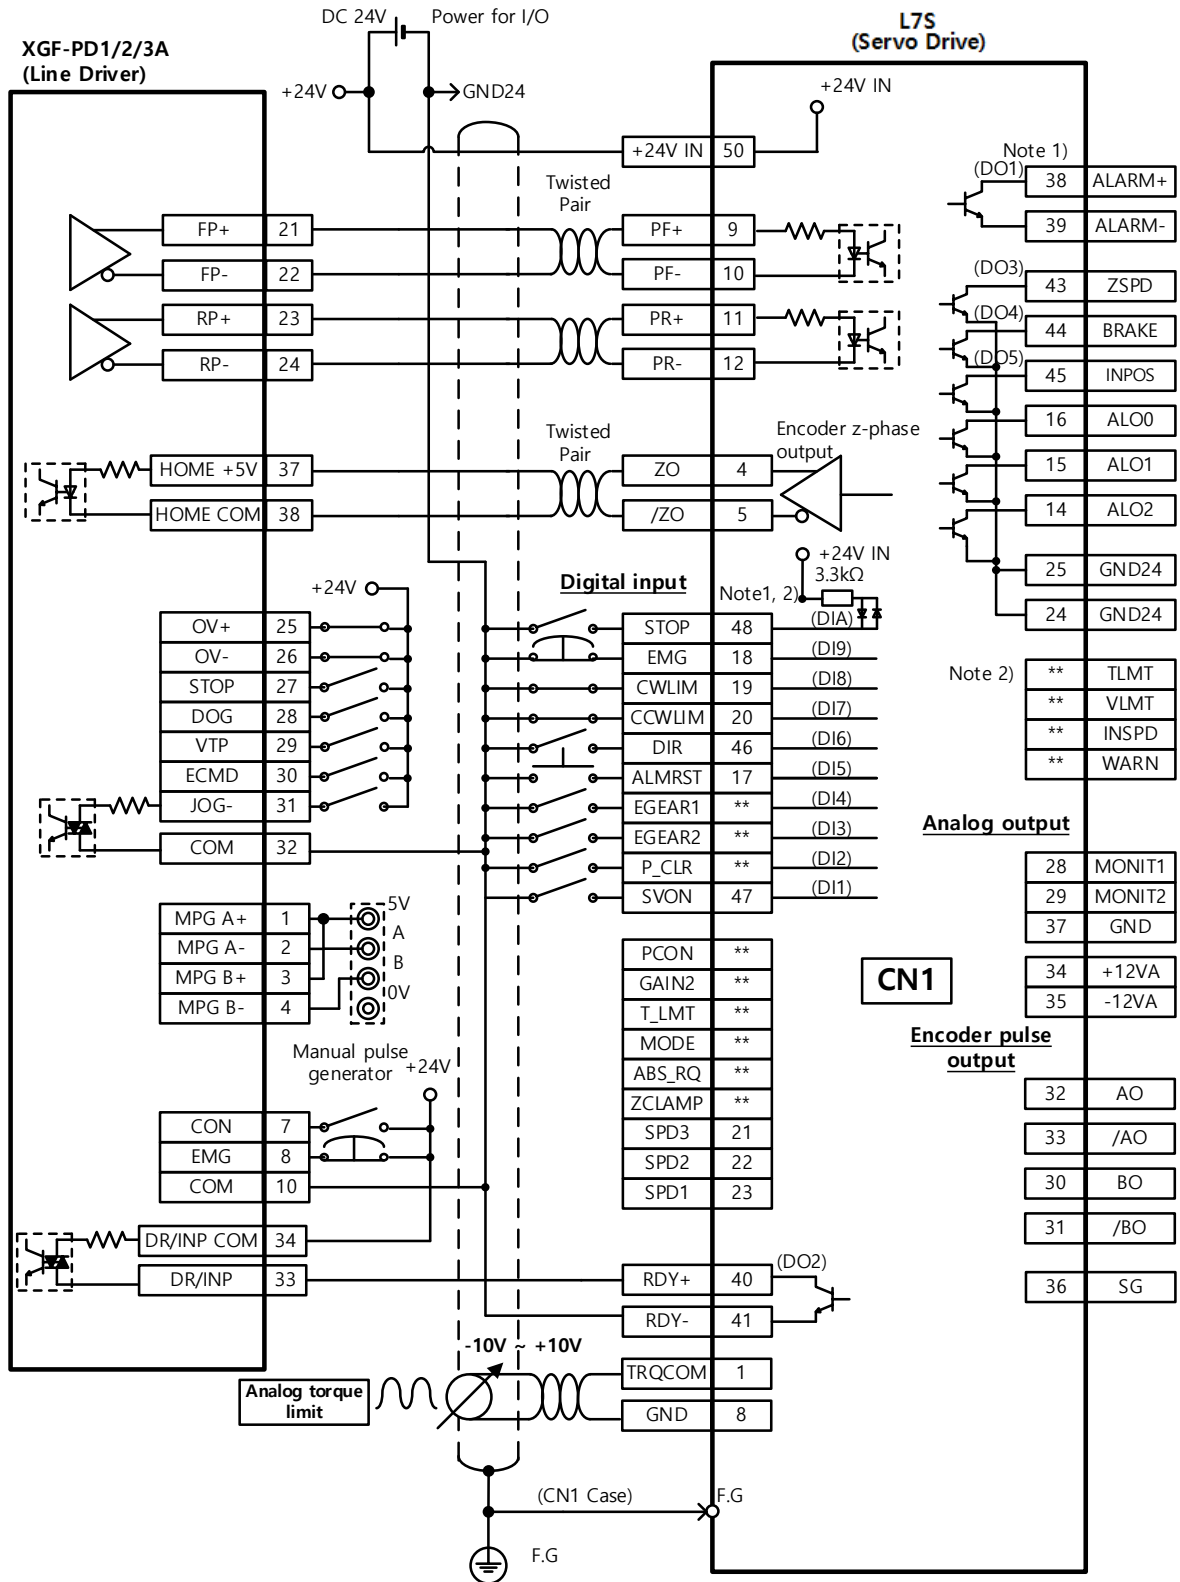 DC 24V
Power for I/O
L7S
(Servo Drive)
XGF-PD1/2/3A
(Line Driver)
+24V
GND24
+24V IN
+24V IN 50
Note 1)
(DO1)
38 ALARM+
39 ALARM-
Twisted
Pair
FP+ 21
PF+ 9
FP- 22
PF- 10
RP+ 23
PR+ 11
RP- 24
PR- 12
(DO3)
43 ZSPD
(DO4)
44 BRAKE
(DO5)
45 INPOS
16 ALO0
15 ALO1
14 ALO2
25 GND24
24 GND24
Twisted
Pair
Encoder z-phase
output
HOME +5V 37
ZO 4
HOME COM 38
/ZO 5
+24V IN
3.3kΩ
+24V
Digital input
Note1, 2)
OV+ 25
OV- 26
STOP 27
DOG 28
VTP 29
ECMD 30
JOG- 31
COM 32
STOP 48 (DIA)
EMG 18 (DI9)
CWLIM 19 (DI8)
CCWLIM 20 (DI7)
DIR 46 (DI6)
ALMRST 17 (DI5)
EGEAR1 ** (DI4)
EGEAR2 ** (DI3)
P_CLR ** (DI2)
SVON 47 (DI1)
Note 2)
** TLMT
** VLMT
** INSPD
** WARN
Analog output
28 MONIT1
29 MONIT2
37 GND
34 +12VA
35 -12VA
MPG A+ 1
MPG A- 2
MPG B+ 3
MPG B- 4
5V
A
B
0V
Manual pulse
generator
+24V
PCON **
GAIN2 **
T_LMT **
MODE **
ABS_RQ **
ZCLAMP **
SPD3 21
SPD2 22
SPD1 23
CN1
Encoder pulse
output
32 AO
33 /AO
30 BO
31 /BO
36 SG
CON 7
EMG 8
COM 10
DR/INP COM 34
DR/INP 33
(DO2)
RDY+ 40
RDY- 41
-10V ~ +10V
Analog torque
limit
TRQCOM 1
GND 8
(CN1 Case)
F.G
F.G